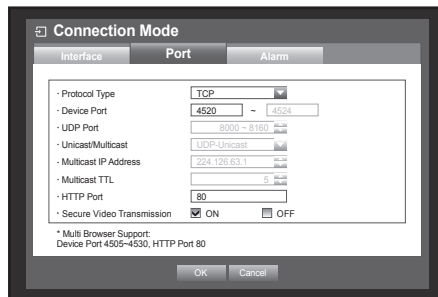 Connection Mode
Interface Port Alarm
· Protocol Type TCP
· Device Port 4520 ~ 4524
· UDP Port 8000 ~ 8160
· Unicast/Multicast UDP-Unicast
· Multicast IP Address 224.126.63.1
· Multicast TTL 5
· HTTP Port 80
· Secure Video Transmission ON OFF
* Multi Browser Support:
Device Port 4505~4530, HTTP Port 80
OK Cancel